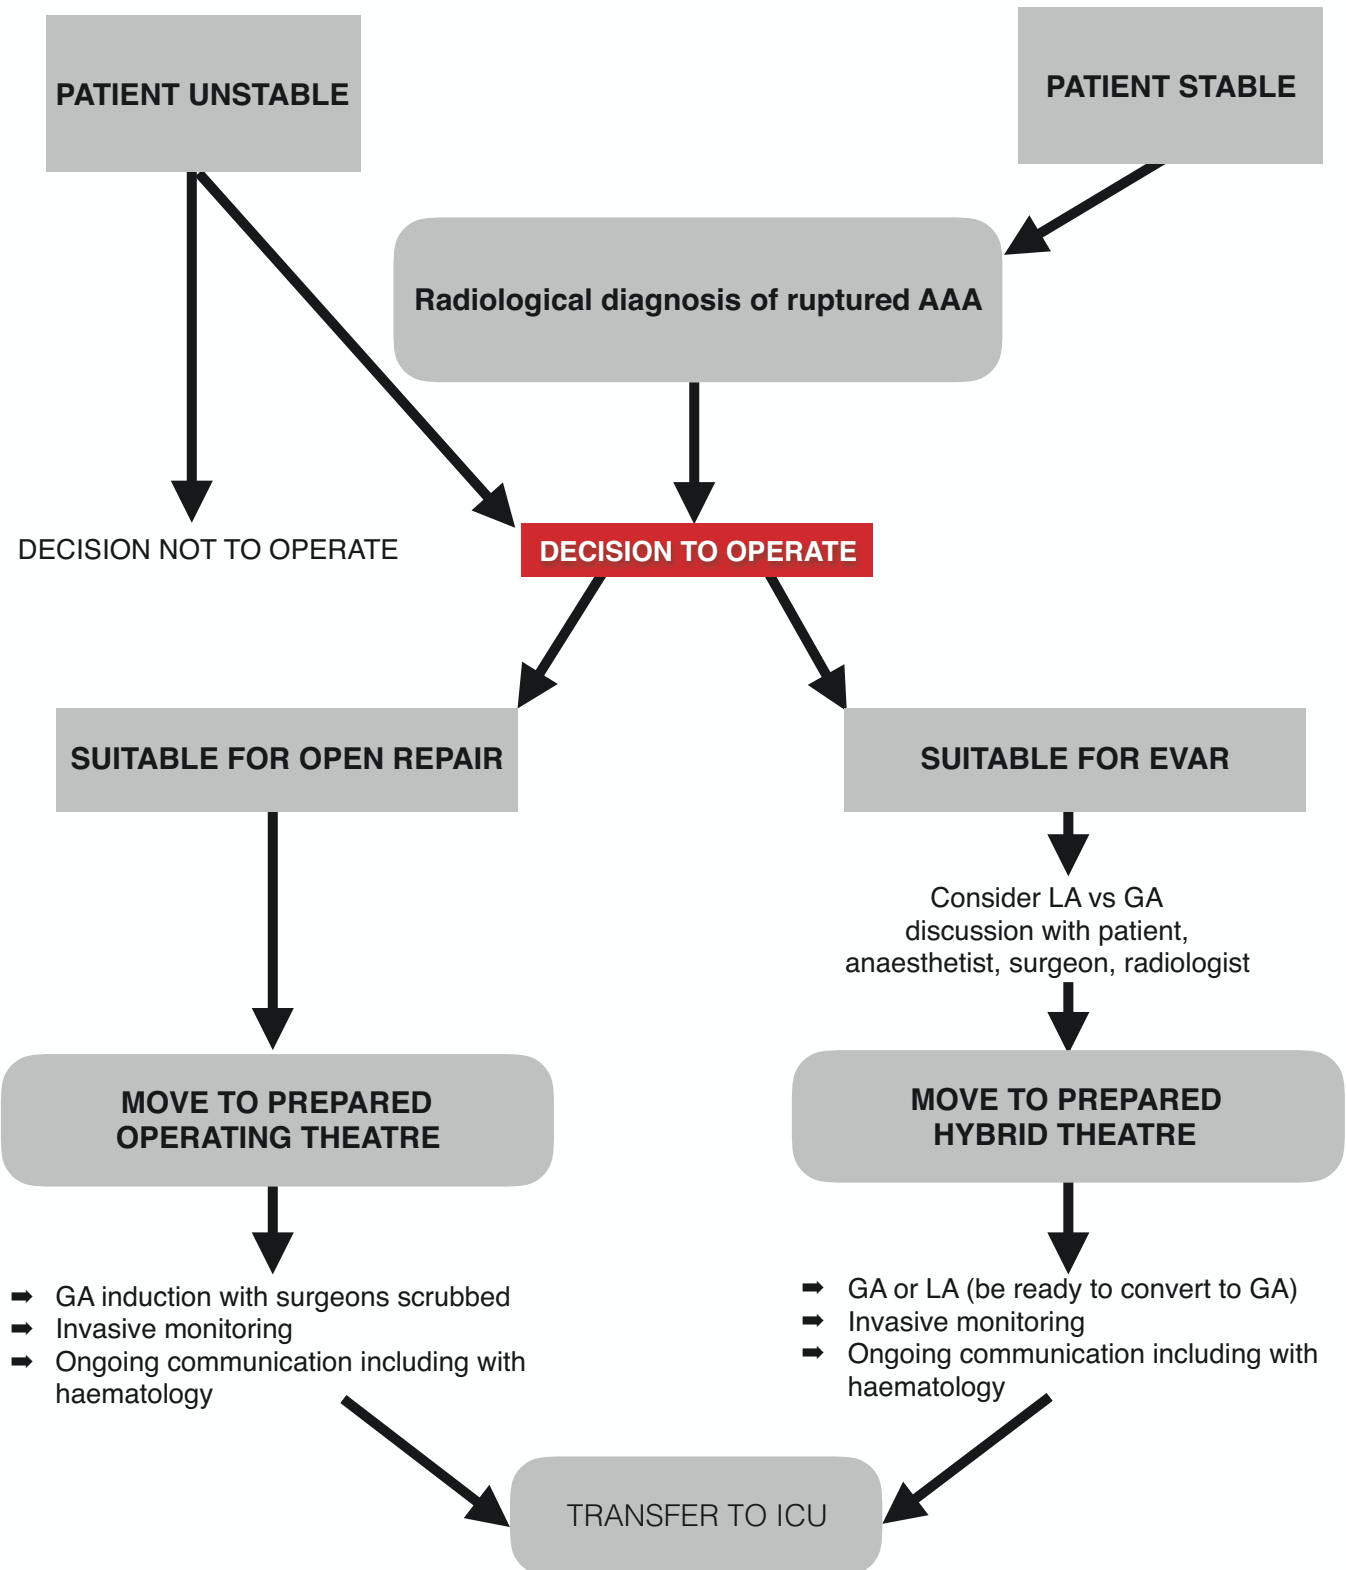 PATIENT UNSTABLE
PATIENT STABLE
Radiological diagnosis of ruptured AAA
DECISION NOT TO OPERATE
DECISION TO OPERATE
SUITABLE FOR OPEN REPAIR
SUITABLE FOR EVAR
Consider LA vs GA
discussion with patient,
anaesthetist, surgeon, radiologist
MOVE TO PREPARED
OPERATING THEATRE
MOVE TO PREPARED
HYBRID THEATRE
➡ GA induction with surgeons scrubbed
➡ Invasive monitoring
➡ Ongoing communication including with
haematology
➡ GA or LA (be ready to convert to GA)
➡ Invasive monitoring
➡ Ongoing communication including with
haematology
TRANSFER TO ICU